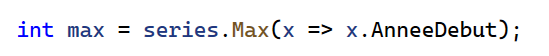 int max = series.Max(x => x.AnneeDebut);